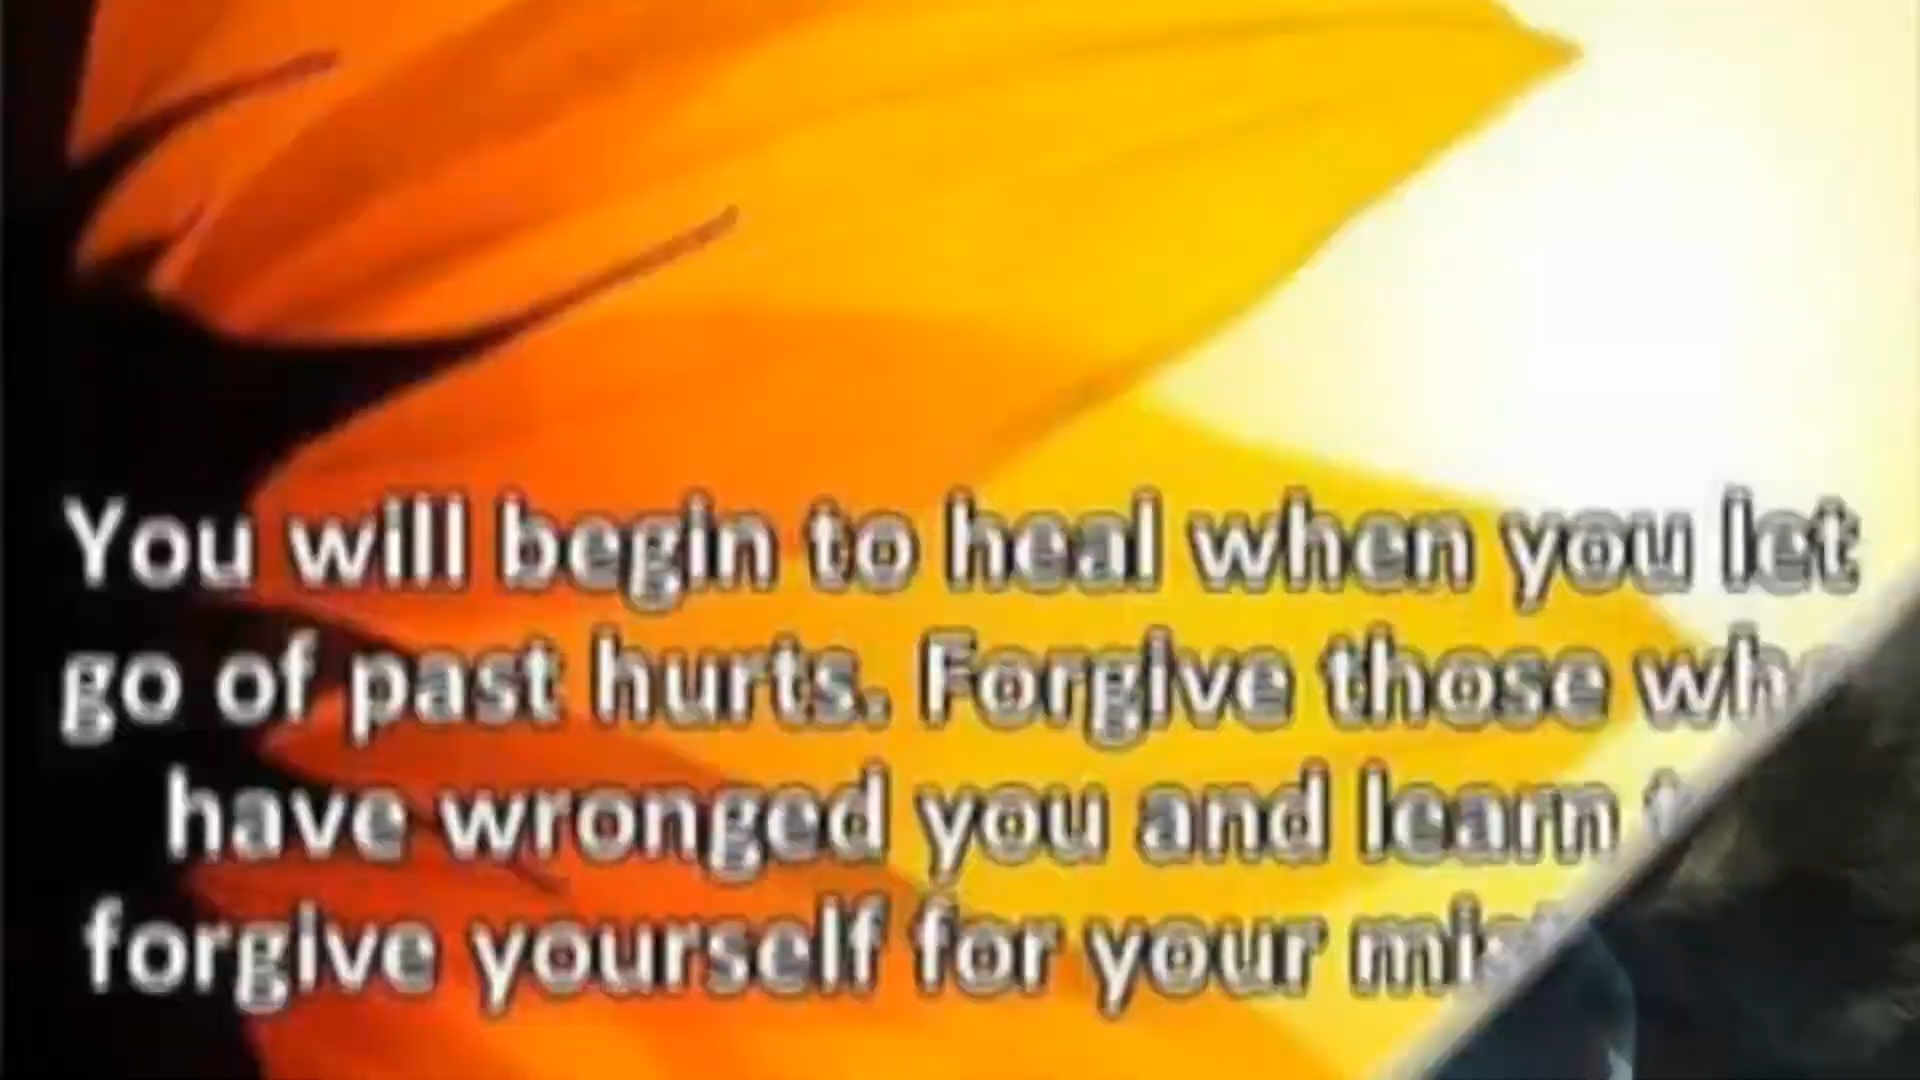 You will begin to heal when you let
go of past hurts. Forgive those who
have wronged you and learn
forgive yourself for your